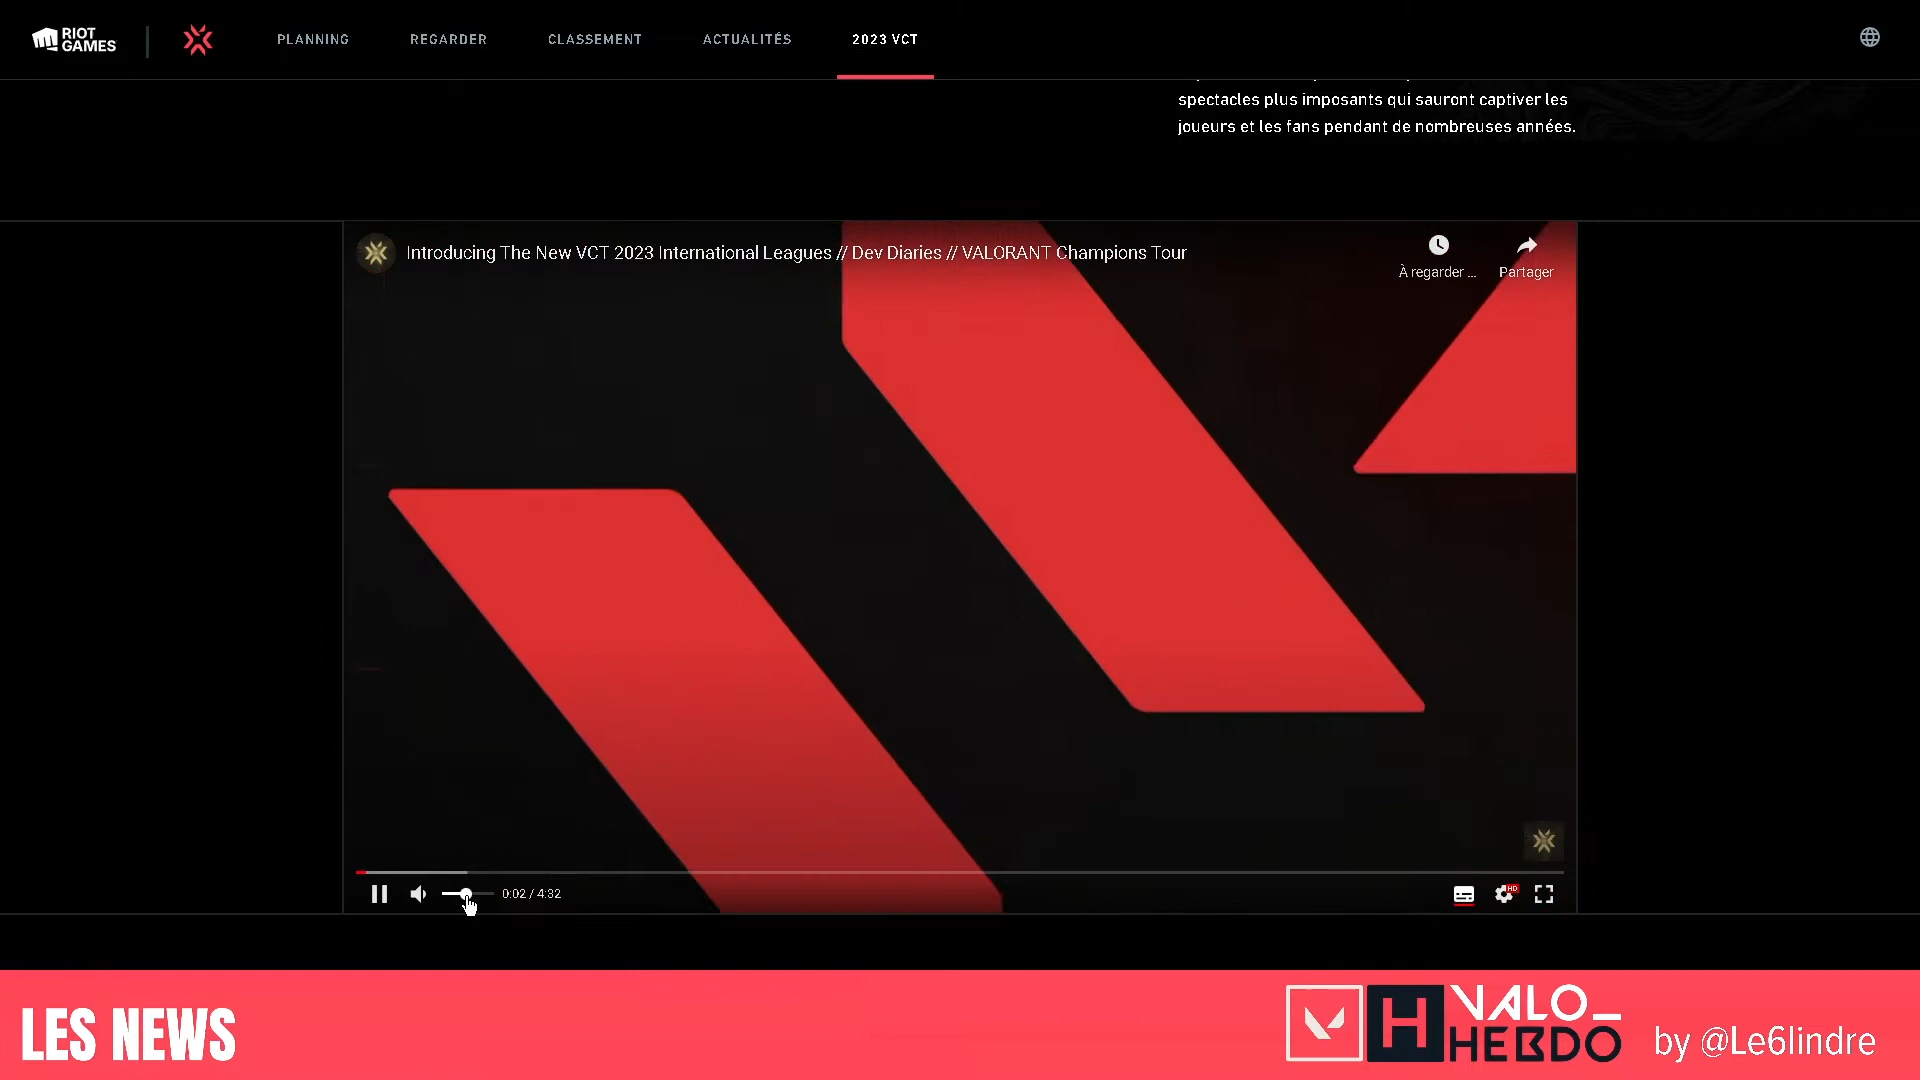 RIOT
GAMES
PLANNING
REGARDER
CLASSEMENT
ACTUALITÉS
2023 VCT
spectacles plus imposants qui sauront captiver les
joueurs et les fans pendant de nombreuses années.
Introducing The New VCT 2023 International Leagues // Dev Diaries // VALORANT Champions Tour
À regarder ...
Partager
0:02 / 4:32
HD
LES NEWS
H
VALO_
HEBDO
by @Le6lindre